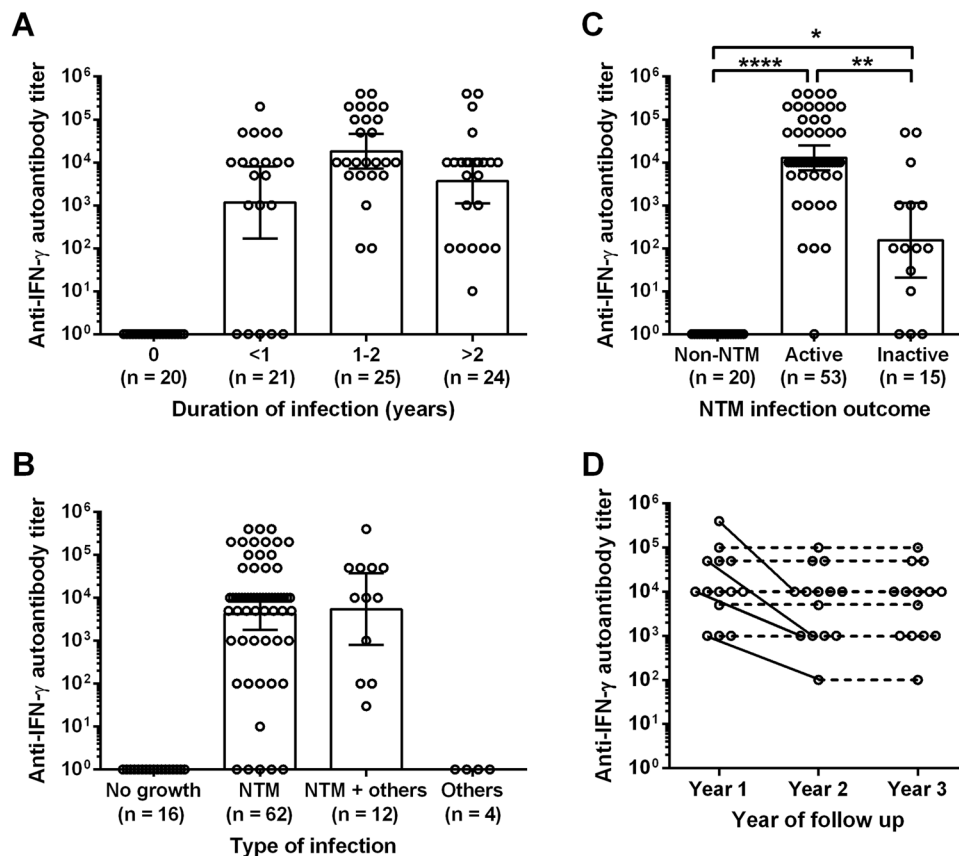 A
Anti-IFN-γ autoantibody titer
10⁶
10⁵
10⁴
10³
10²
10¹
10⁰
0 <1 1-2 >2
(n = 20) (n = 21) (n = 25) (n = 24)
Duration of infection (years)
B
Anti-IFN-γ autoantibody titer
10⁶
10⁵
10⁴
10³
10²
10¹
10⁰
No growth NTM NTM + others Others
(n = 16) (n = 62) (n = 12) (n = 4)
Type of infection
C
*
**** **
Anti-IFN-γ autoantibody titer
10⁶
10⁵
10⁴
10³
10²
10¹
10⁰
Non-NTM Active Inactive
(n = 20) (n = 53) (n = 15)
NTM infection outcome
D
Anti-IFN-γ autoantibody titer
10⁶
10⁵
10⁴
10³
10²
10¹
10⁰
Year 1 Year 2 Year 3
Year of follow up